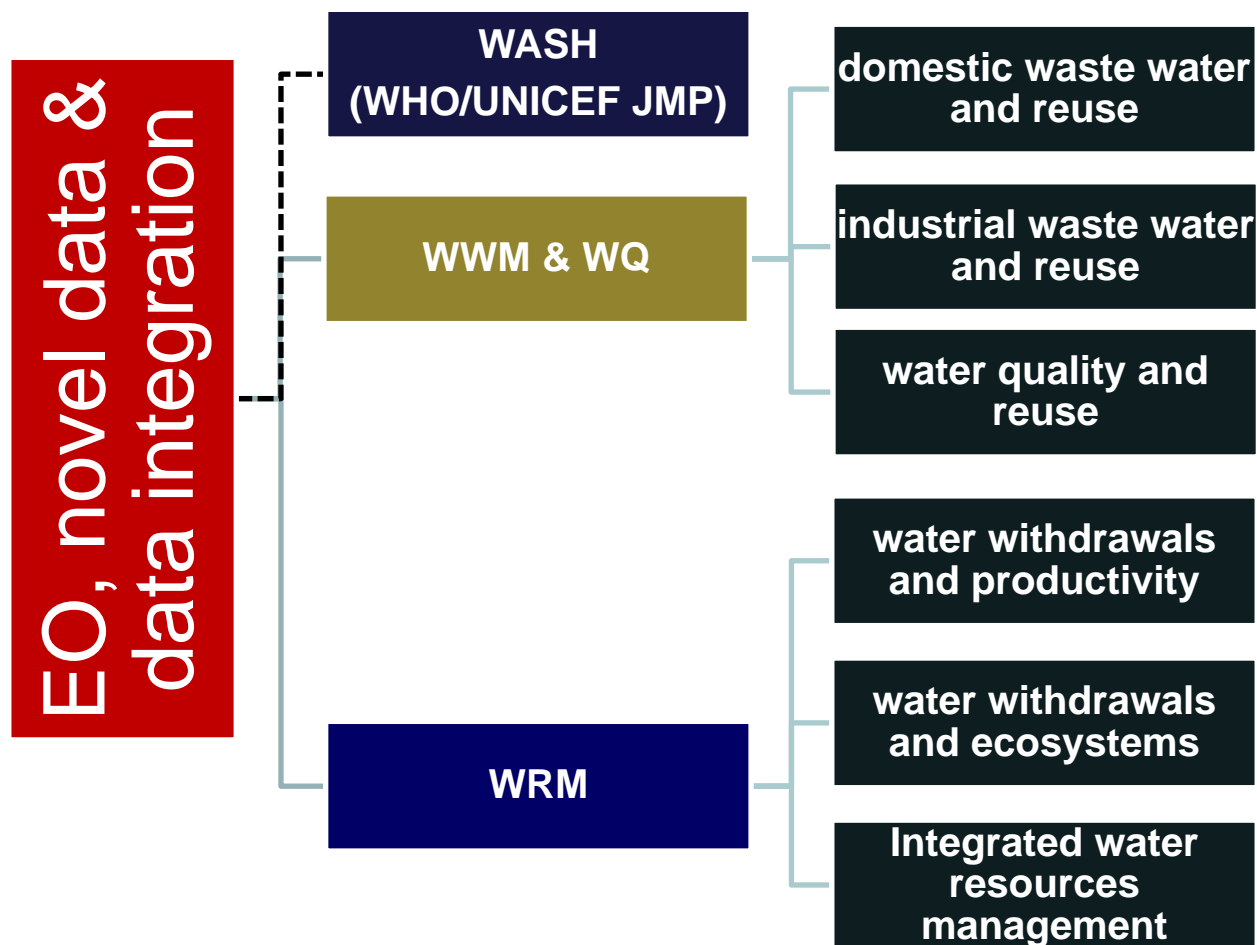 EO, novel data &
data integration
WASH
(WHO/UNICEF JMP)
WWM & WQ
WRM
domestic waste water
and reuse
industrial waste water
and reuse
water quality and
reuse
water withdrawals
and productivity
water withdrawals
and ecosystems
Integrated water
resources
management